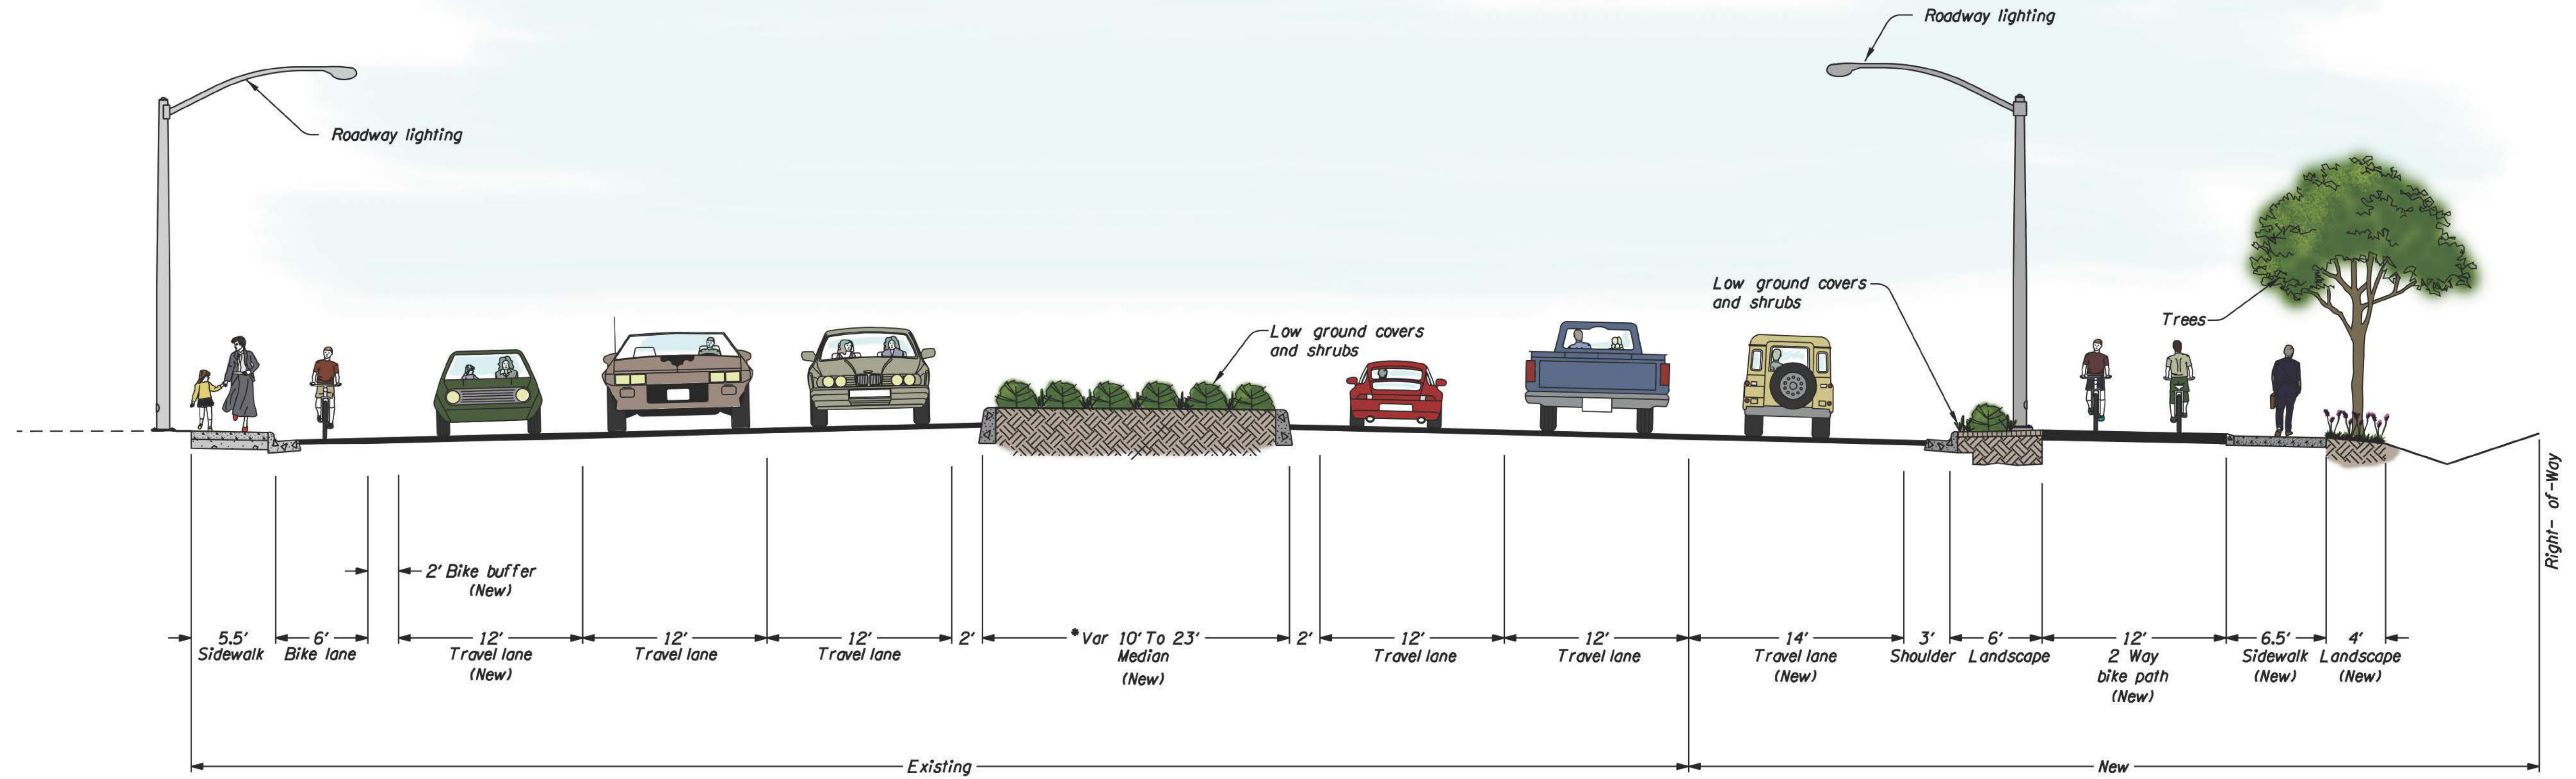 Roadway lighting
Roadway lighting
Low ground covers
and shrubs
Low ground covers
and shrubs
Trees
Right- of -Way
2' Bike buffer
(New)
5.5'
Sidewalk
6'
Bike lane
12'
Travel lane
(New)
12'
Travel lane
12'
Travel lane
2'
*Var 10' To 23'
Median
(New)
2'
12'
Travel lane
12'
Travel lane
14'
Travel lane
(New)
3'
Shoulder
6'
Landscape
12'
2 Way
bike path
(New)
6.5'
Sidewalk
(New)
4'
Landscape
(New)
Existing
New